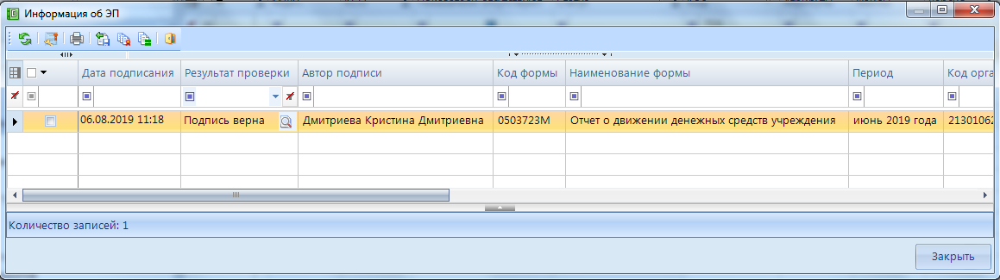 Информация об ЭП
Дата подписания Результат проверки Автор подписи Код формы Наименование формы Период Код орга
06.08.2019 11:18 Подпись верна Дмитриева Кристина Дмитриевна 0503723М Отчет о движении денежных средств учреждения июнь 2019 года 21301062
Количество записей: 1
Закрыть